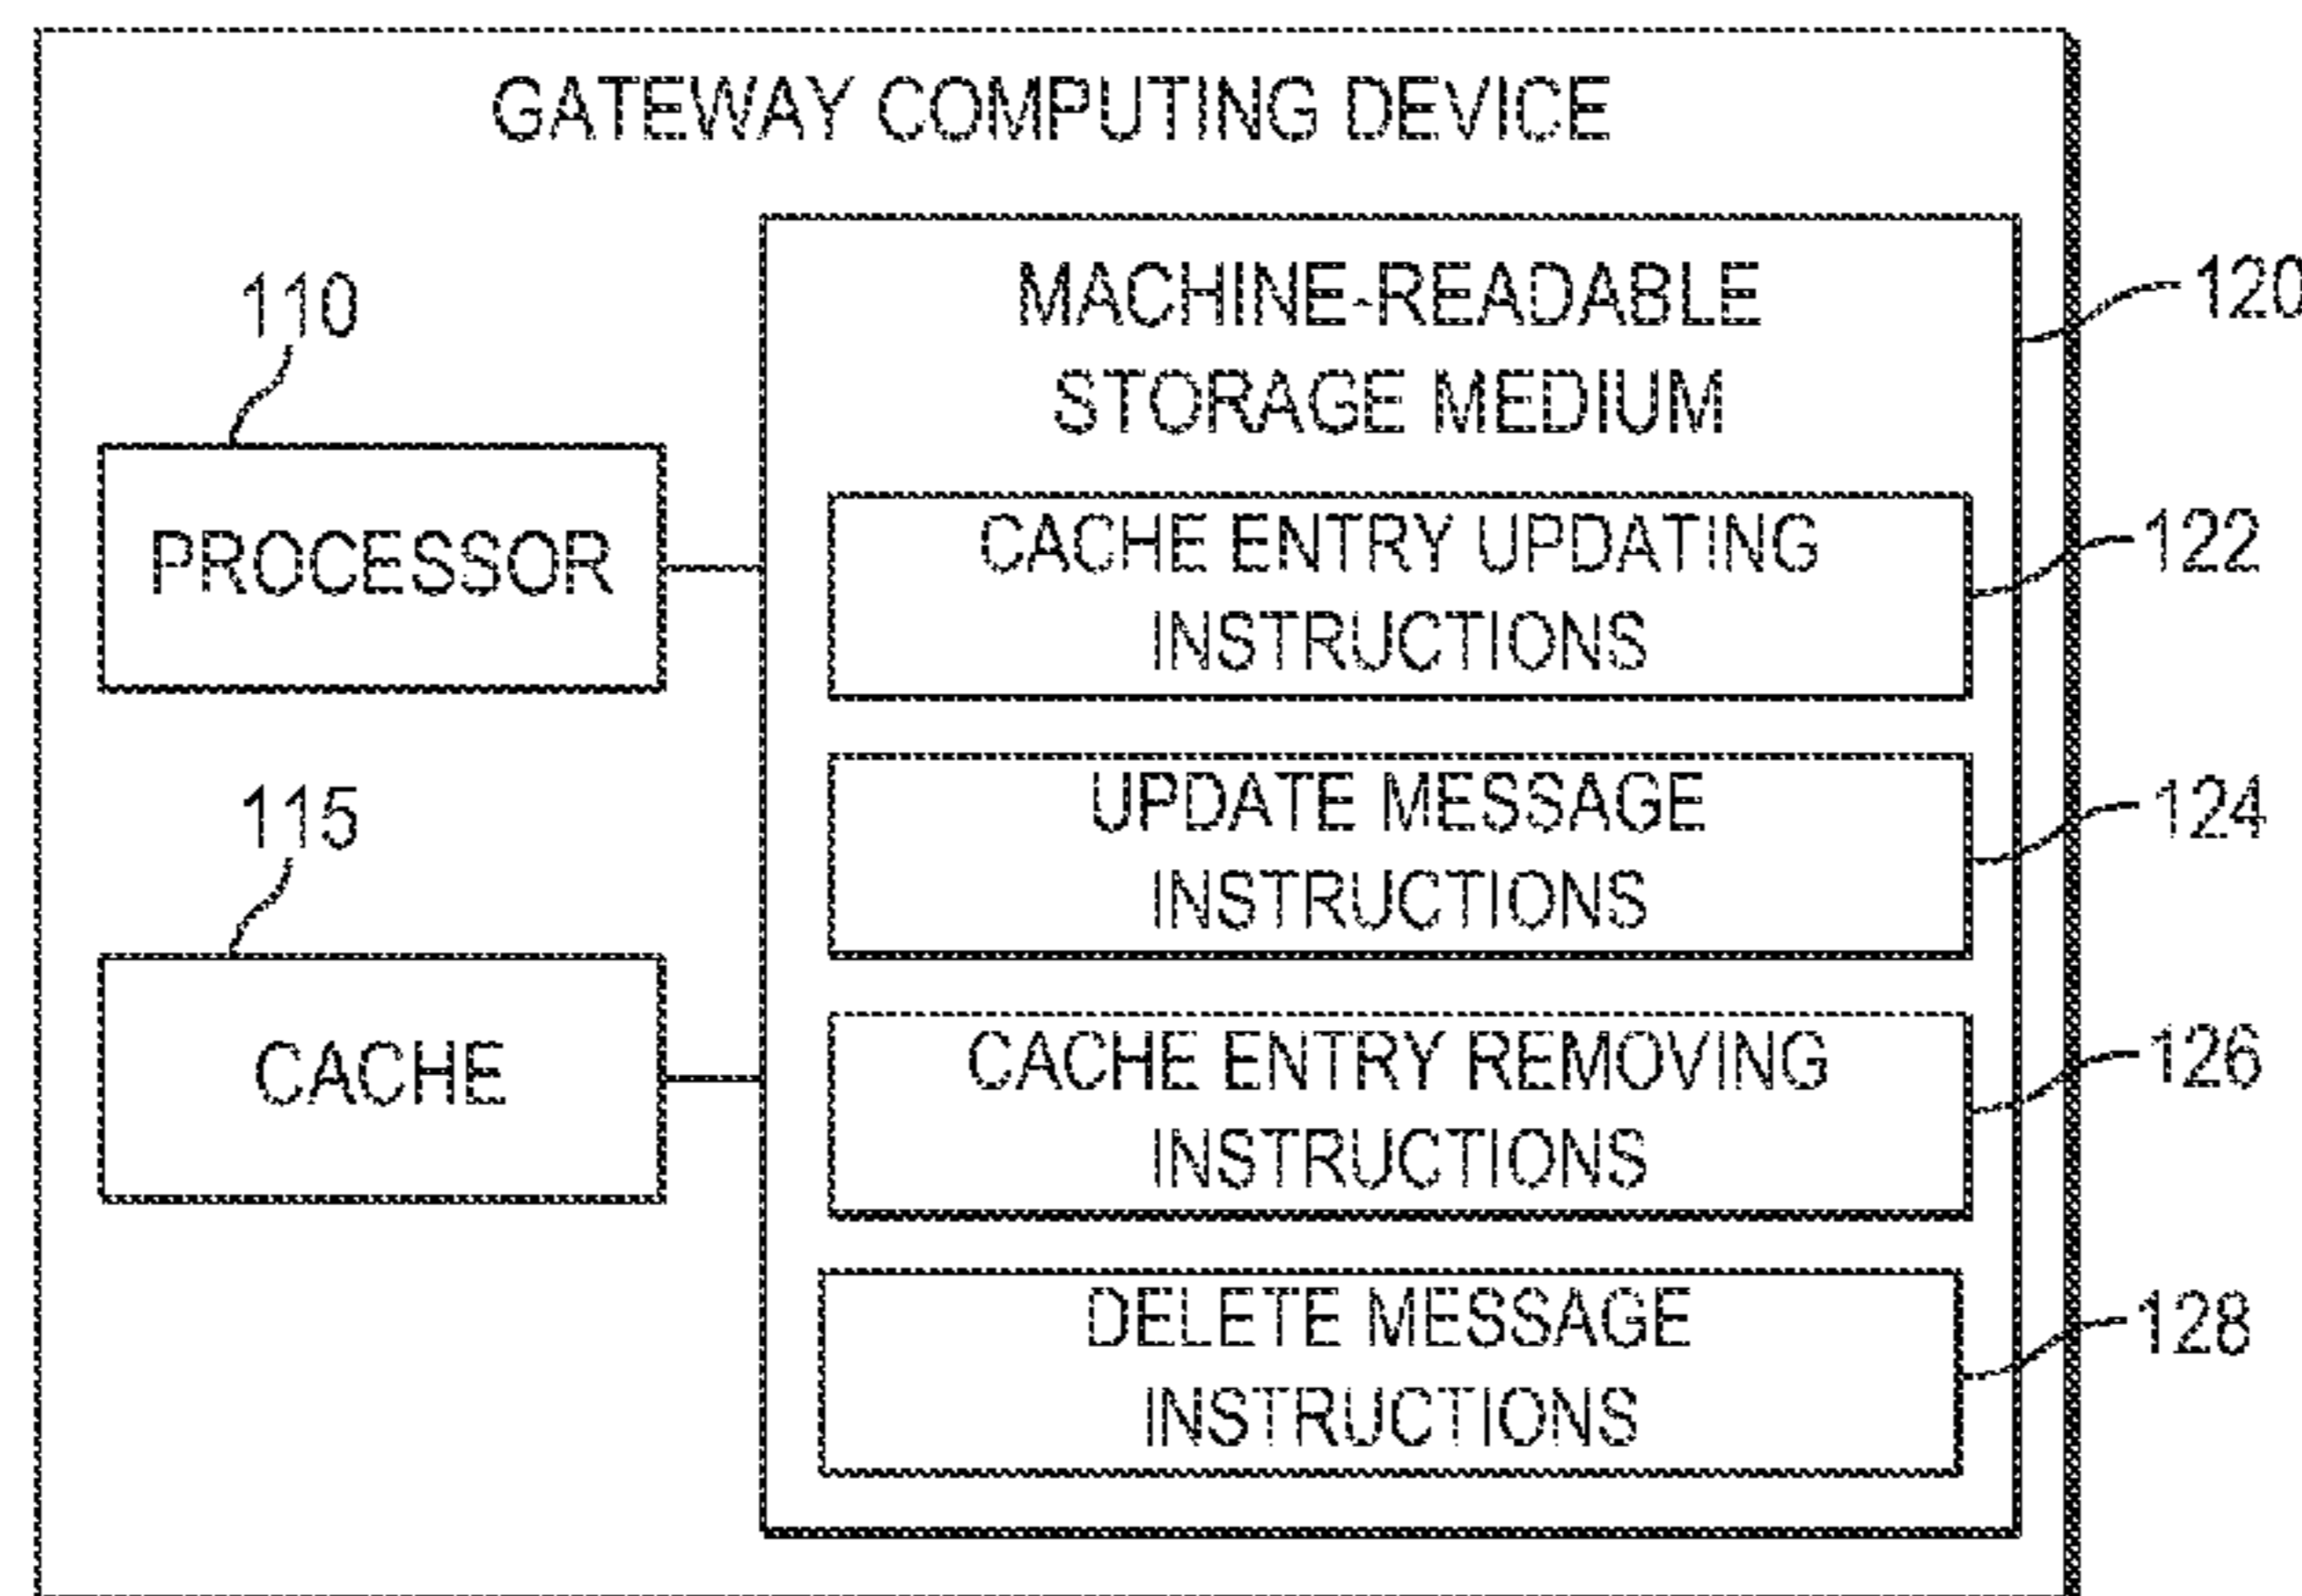 GATEWAY COMPUTING DEVICE
110
PROCESSOR
115
CACHE
MACHINE-READABLE
STORAGE MEDIUM
120
CACHE ENTRY UPDATING
INSTRUCTIONS
122
UPDATE MESSAGE
INSTRUCTIONS
124
CACHE ENTRY REMOVING
INSTRUCTIONS
126
DELETE MESSAGE
INSTRUCTIONS
128